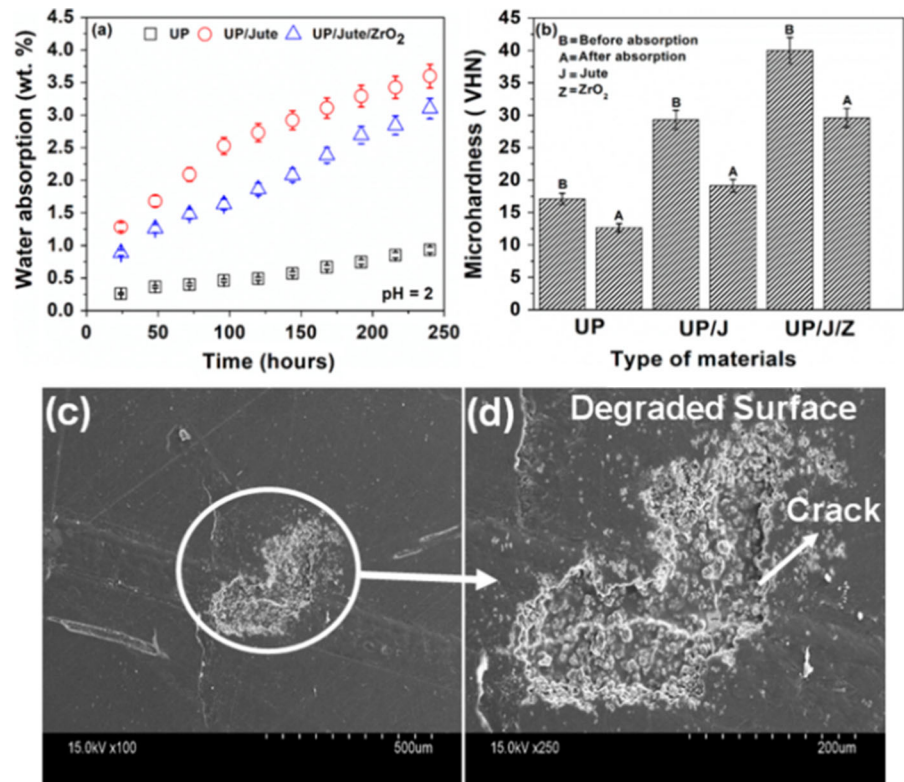 (a) UP UP/Jute UP/Jute/ZrO2
4.5
4.0
3.5
3.0
2.5
2.0
1.5
1.0
0.5
0.0
Water absorption (wt. %)
pH = 2
0 50 100 150 200 250
Time (hours)
(b)
B = Before absorption
A = After absorption
J = Jute
Z = ZrO2
45
40
35
30
25
20
15
10
5
0
Microhardness ( VHN)
B
A
B
A
B
A
UP UP/J UP/J/Z
Type of materials
(c)
15.0kV x100 500um
(d)
Degraded Surface
Crack
15.0kV x250 200um